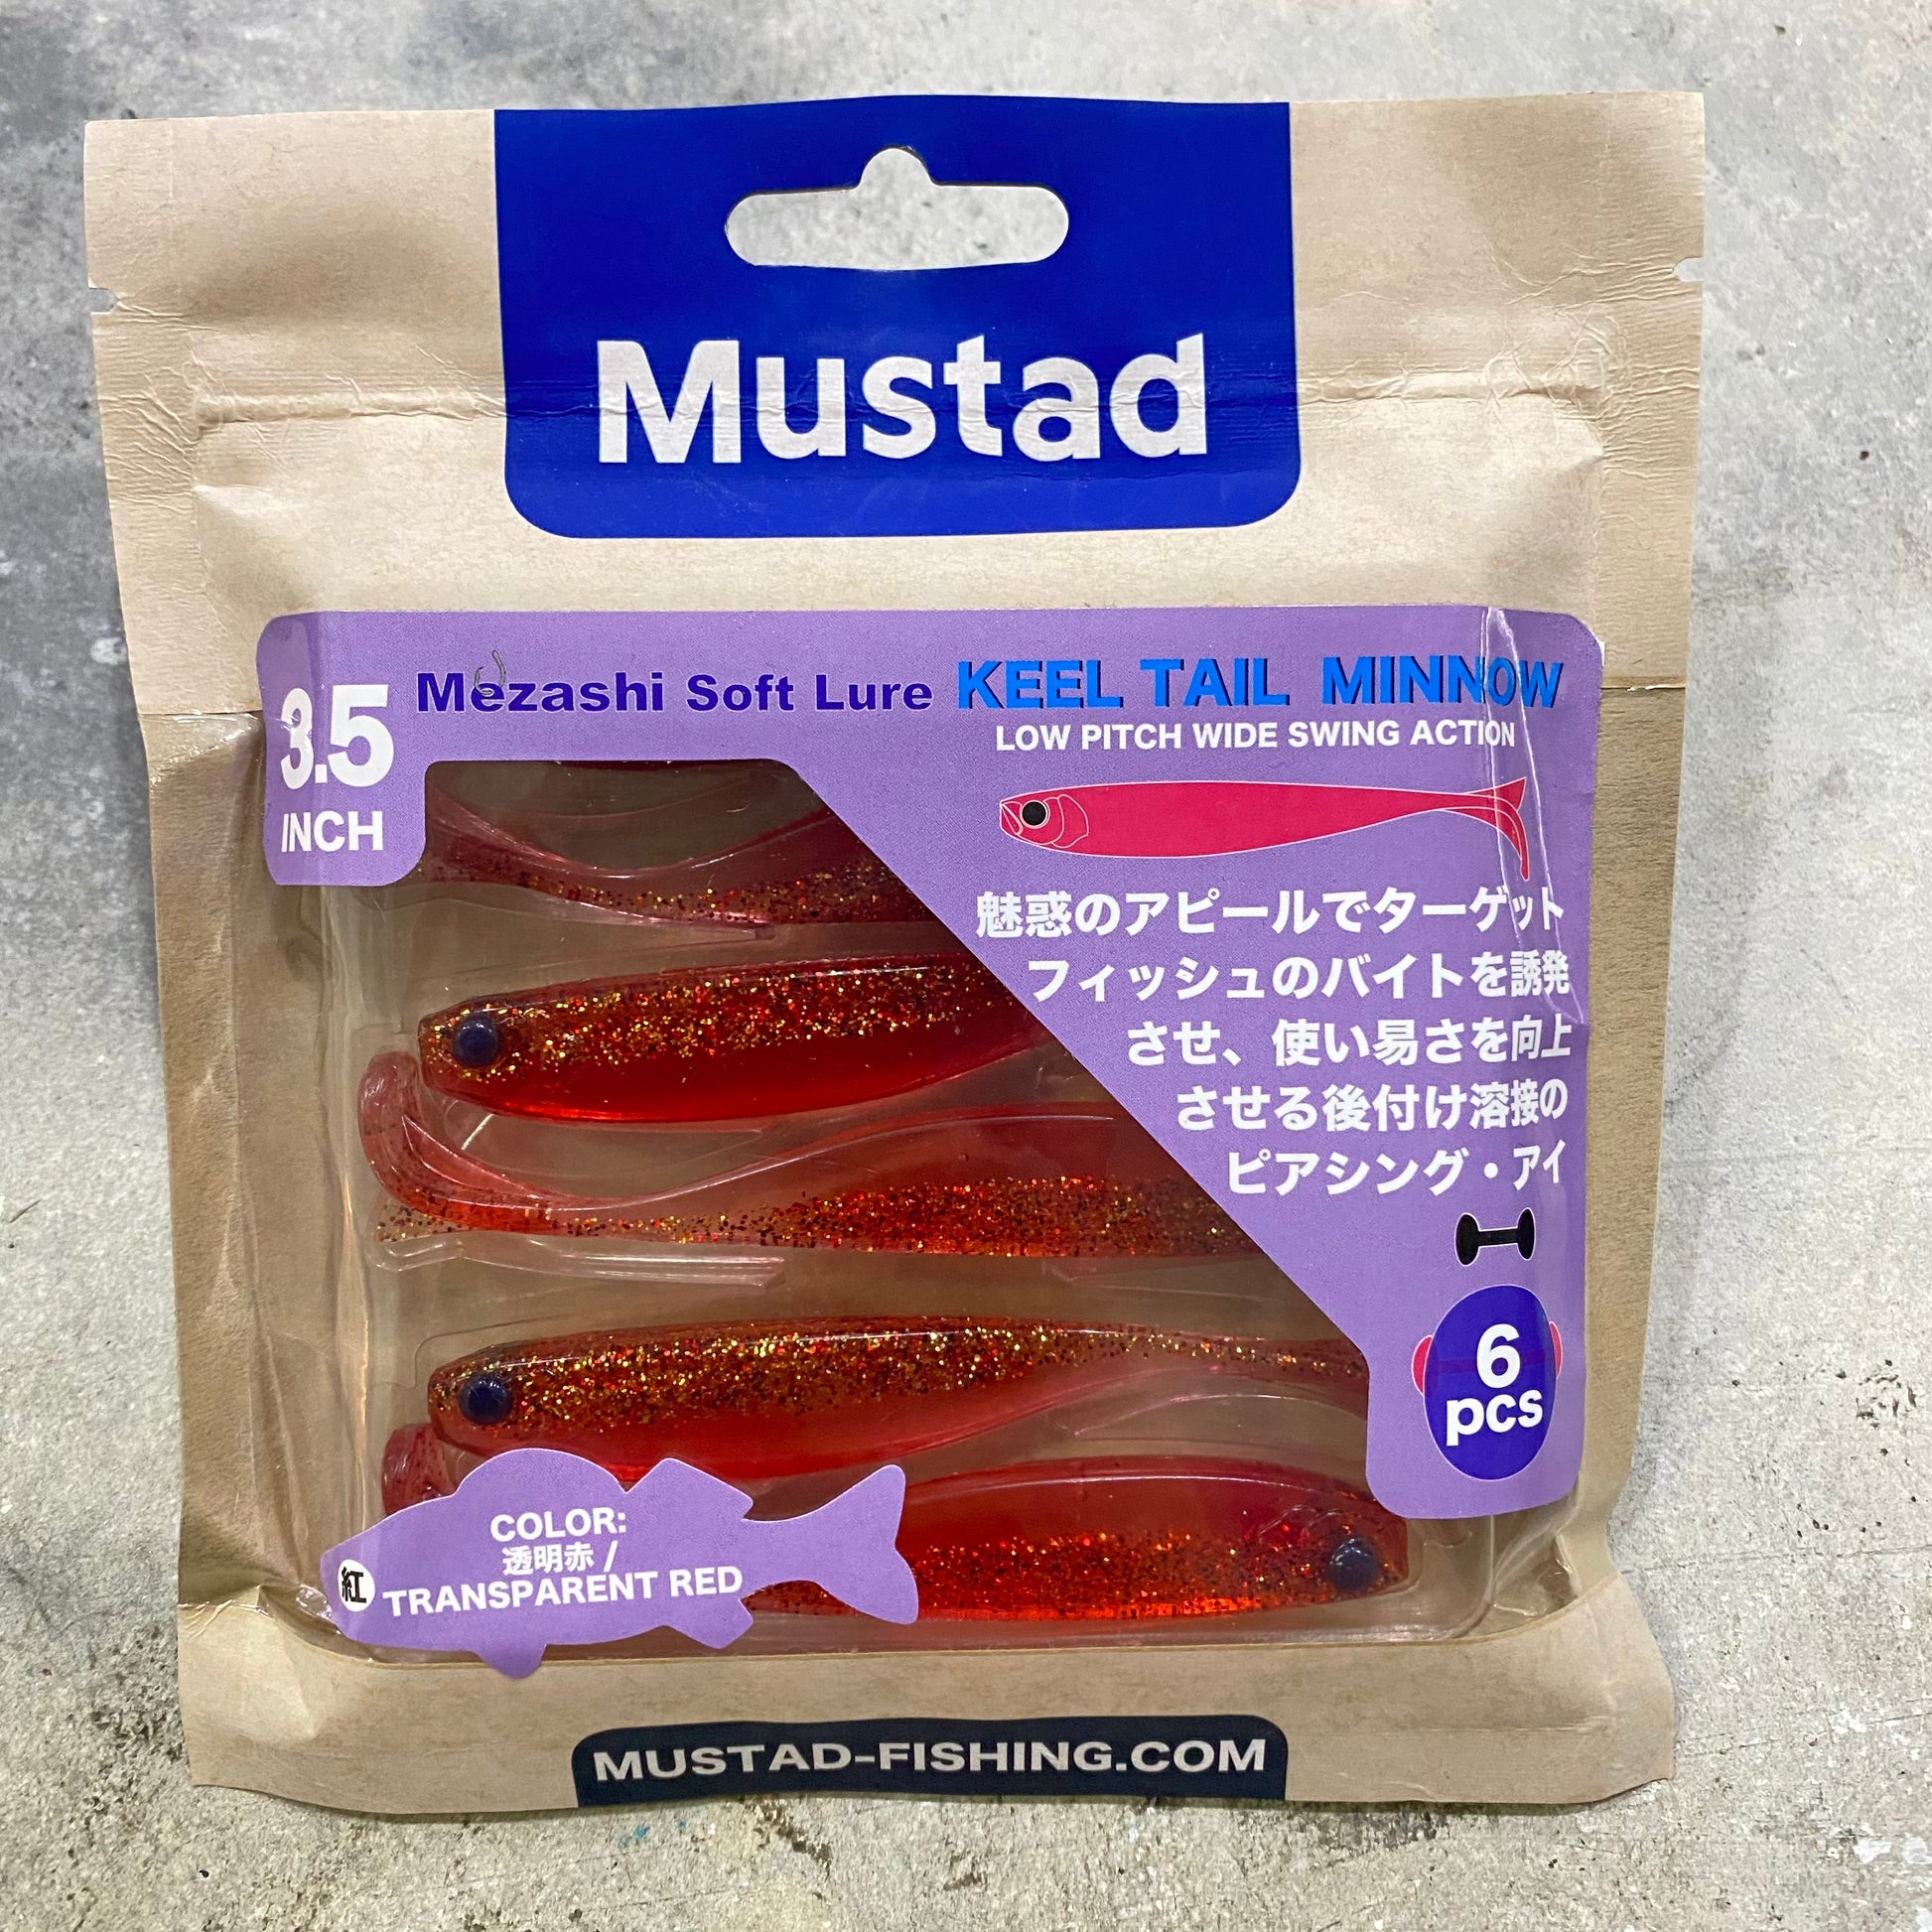 Mustad
3.5
INCH
Mezashi Soft Lure KEEL TAIL MINNOW
LOW PITCH WIDE SWING ACTION
魅惑のアピールでターゲット
フィッシュのバイトを誘発
させ、使い易さを向上
させる後付け溶接の
ピアシング・アイ
6
pcs
COLOR:
透明赤 /
紅 TRANSPARENT RED
MUSTAD-FISHING.COM